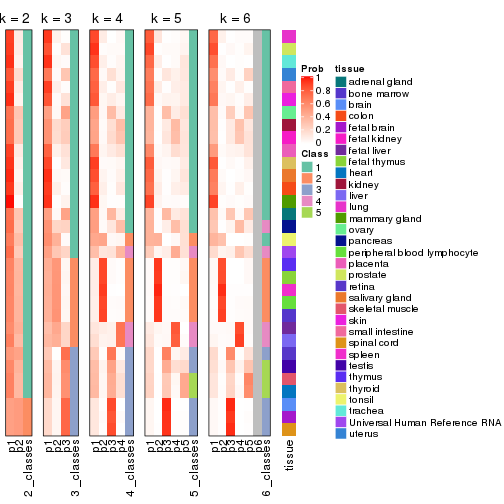 k = 2
k = 3
k = 4
k = 5
k = 6
Prob
1
0.8
0.6
0.4
0.2
0
Class
1
2
3
4
5
tissue
adrenal gland
bone marrow
brain
colon
fetal brain
fetal kidney
fetal liver
fetal thymus
heart
kidney
liver
lung
mammary gland
ovary
pancreas
peripheral blood lymphocyte
placenta
prostate
retina
salivary gland
skeletal muscle
skin
small intestine
spinal cord
spleen
testis
thymus
thyroid
tonsil
trachea
Universal Human Reference RNA
uterus
p1
p2
2_classes
p1
p2
p3
3_classes
p1
p2
p3
p4
4_classes
p1
p2
p3
p4
p5
5_classes
p1
p2
p3
p4
p5
p6
6_classes
tissue